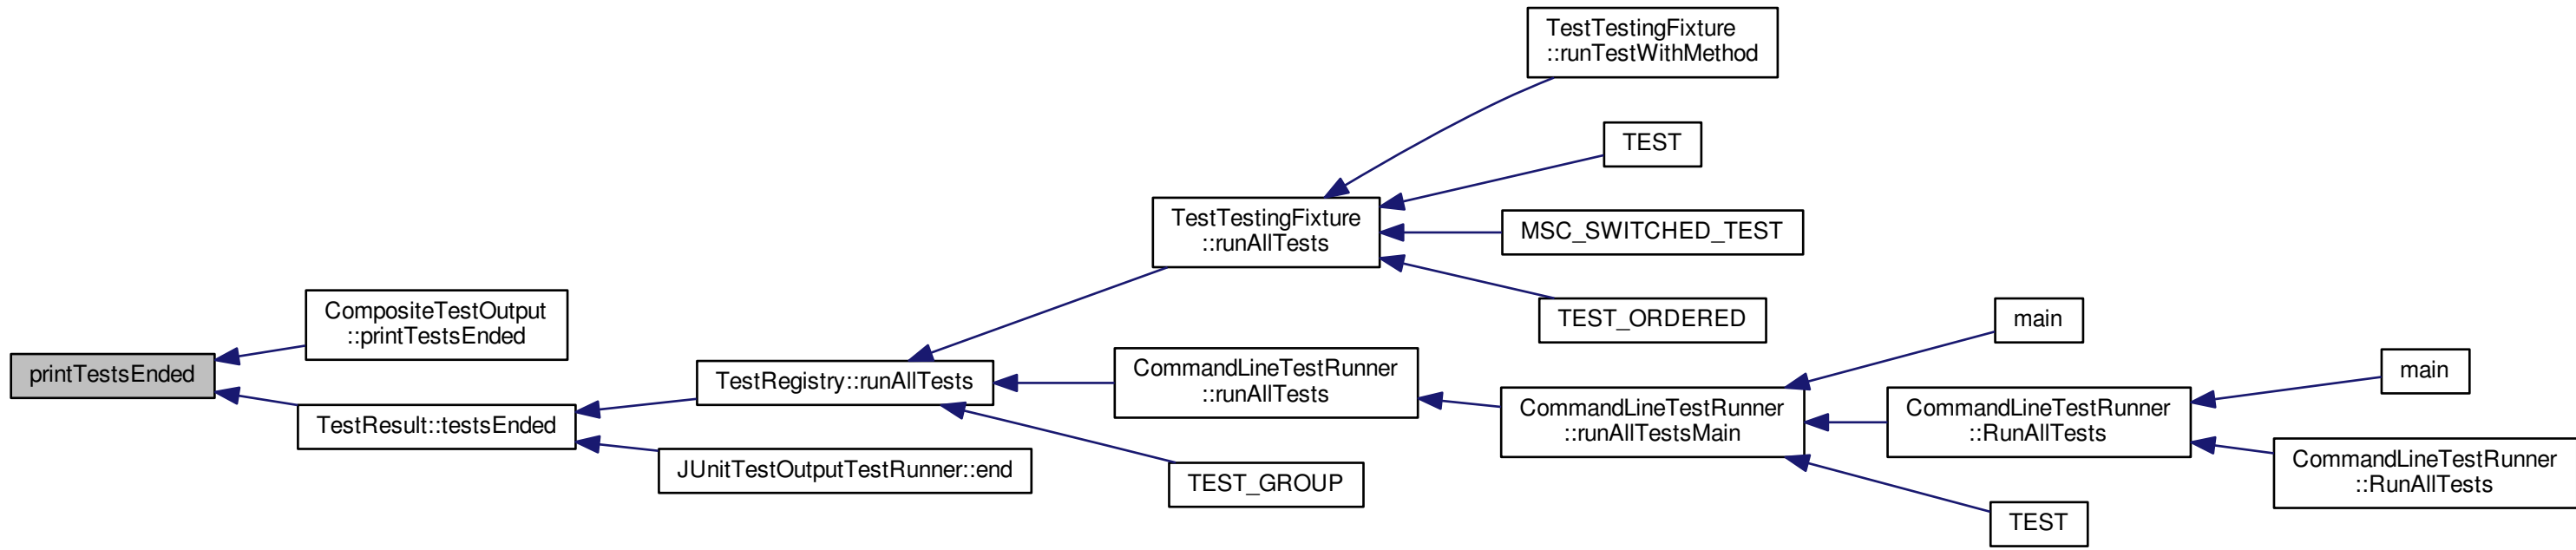 printTestsEnded
CompositeTestOutput
::printTestsEnded
TestResult::testsEnded
TestRegistry::runAllTests
JUnitTestOutputTestRunner::end
TestTestingFixture
::runAllTests
CommandLineTestRunner
::runAllTests
TEST_GROUP
TestTestingFixture
::runTestWithMethod
TEST
MSC_SWITCHED_TEST
TEST_ORDERED
CommandLineTestRunner
::runAllTestsMain
main
CommandLineTestRunner
::RunAllTests
TEST
main
CommandLineTestRunner
::RunAllTests